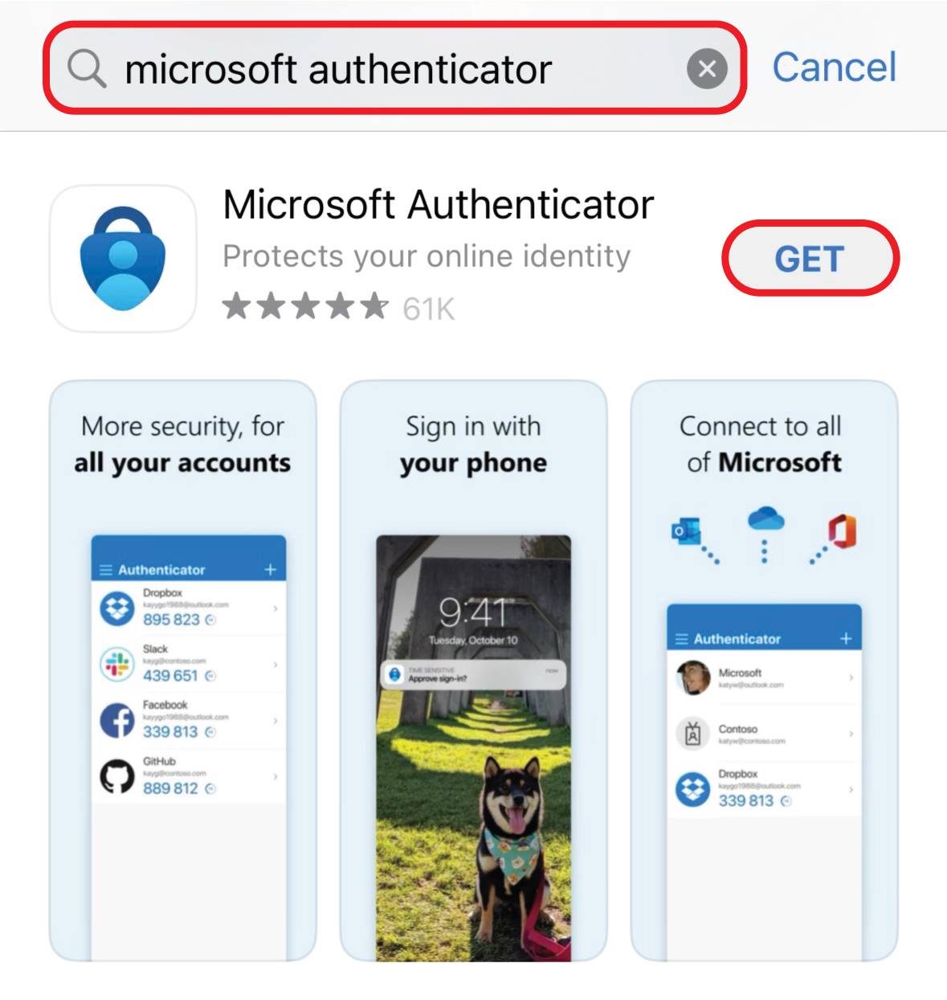 microsoft authenticator
Cancel
Microsoft Authenticator
Protects your online identity
61K
GET
More security, for
all your accounts
Authenticator
Dropbox
kayygo1988@outlook.com
895 823
Slack
kayg@contoso.com
439 651
Facebook
kayygo1988@outlook.com
339 813
GitHub
kayg@contoso.com
889 812
Sign in with
your phone
9:41
Tuesday, October 10
TIME SENSITIVE
now
Approve sign-in?
Connect to all
of Microsoft
Authenticator
Microsoft
katyw@outlook.com
Contoso
katyw@contoso.com
Dropbox
kaygo1988@outlook.com
339 813